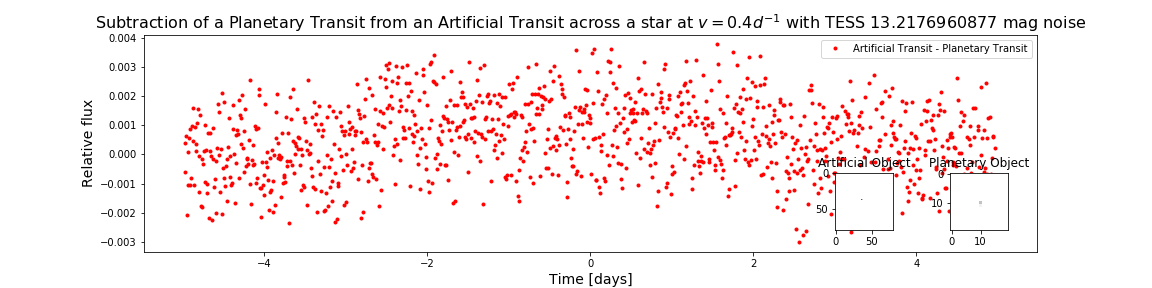 Subtraction of a Planetary Transit from an Artificial Transit across a star at v = 0.4d⁻¹ with TESS 13.2176960877 mag noise
Artificial Transit - Planetary Transit
Relative flux
0.004
0.003
0.002
0.001
0.000
−0.001
−0.002
−0.003
Artificial Object
0
50
0 50
Planetary Object
0
10
0 10
−4 −2 0 2 4
Time [days]